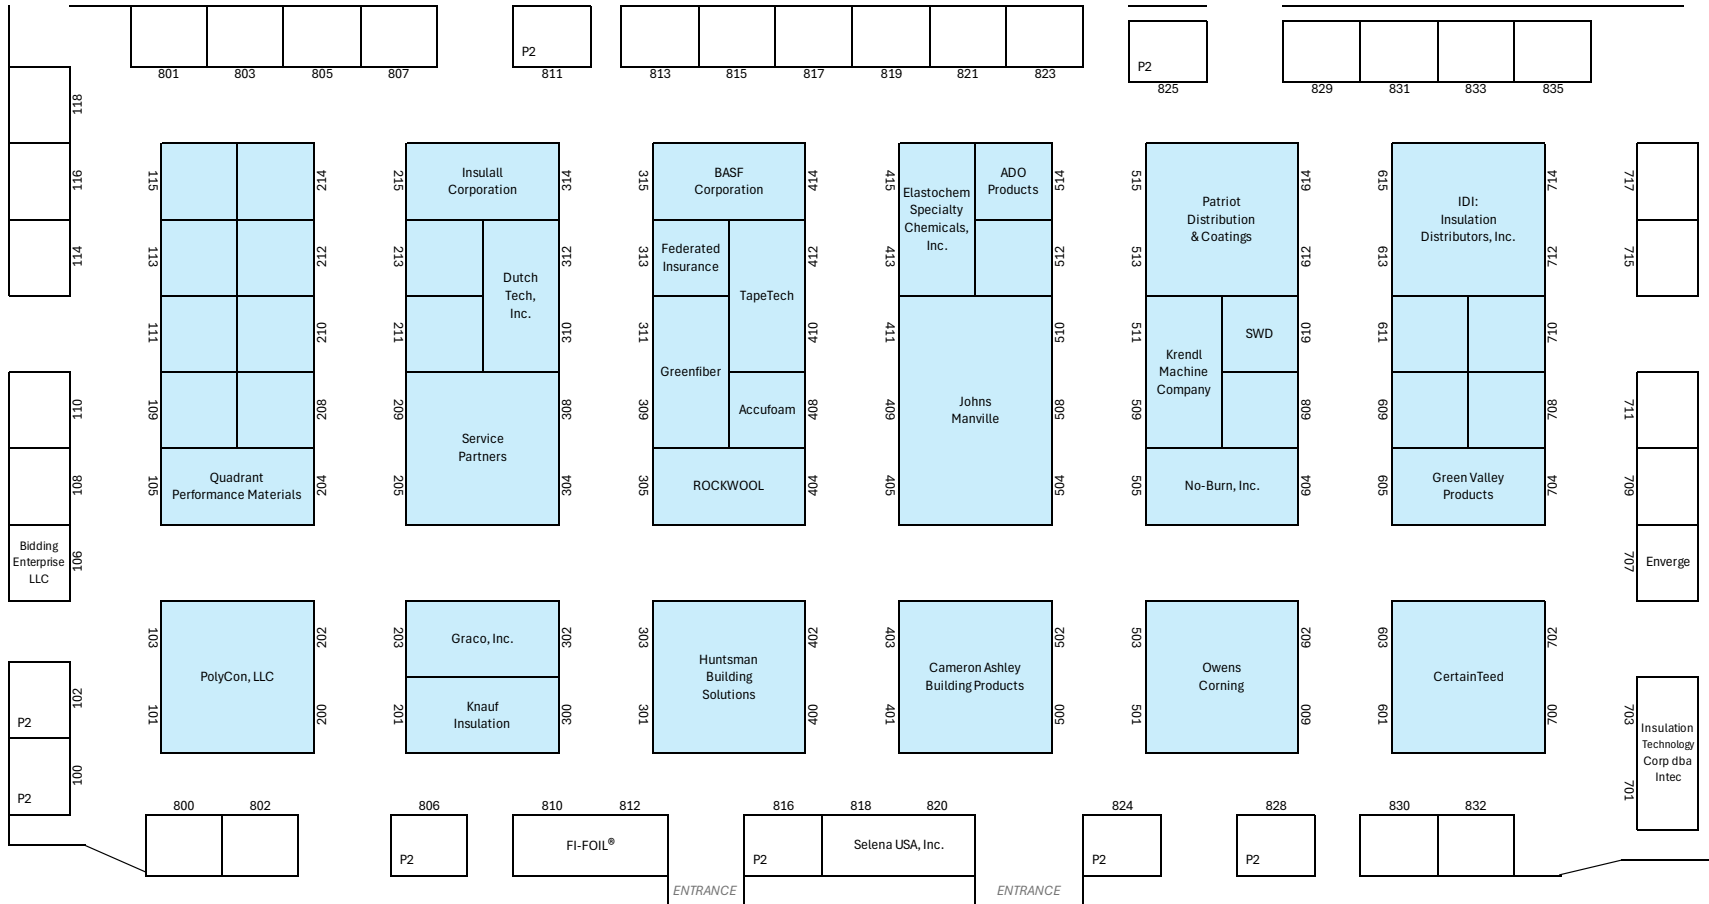 P2
801
803
805
807
811
813
815
817
819
821
823
P2
825
829
831
833
835
118
116
114
110
108
106
Bidding
Enterprise
LLC
102
P2
100
P2
115
214
113
212
111
210
109
208
105
204
Quadrant
Performance Materials
103
202
PolyCon, LLC
101
200
215
314
Insulall
Corporation
213
312
Dutch
Tech,
Inc.
211
310
209
308
Service
Partners
205
304
203
302
Graco, Inc.
201
300
Knauf
Insulation
315
414
BASF
Corporation
313
412
Federated
Insurance
TapeTech
311
410
Greenfiber
309
408
Accufoam
305
404
ROCKWOOL
303
402
Huntsman
Building
Solutions
301
400
415
514
Elastochem
Specialty
Chemicals,
Inc.
ADO
Products
413
512
411
510
409
508
Johns
Manville
405
504
403
502
Cameron Ashley
Building Products
401
500
515
614
Patriot
Distribution
& Coatings
513
612
511
610
SWD
Krendl
Machine
Company
509
608
505
604
No-Burn, Inc.
503
602
Owens
Corning
501
600
615
714
IDI:
Insulation
Distributors, Inc.
613
712
611
710
609
708
605
704
Green Valley
Products
603
702
CertainTeed
601
700
717
715
711
709
707
Enverge
703
Insulation
Technology
Corp dba
Intec
701
800
802
806
P2
810
812
FI-FOIL®
816
P2
818
820
Selena USA, Inc.
824
P2
828
P2
830
832
ENTRANCE
ENTRANCE